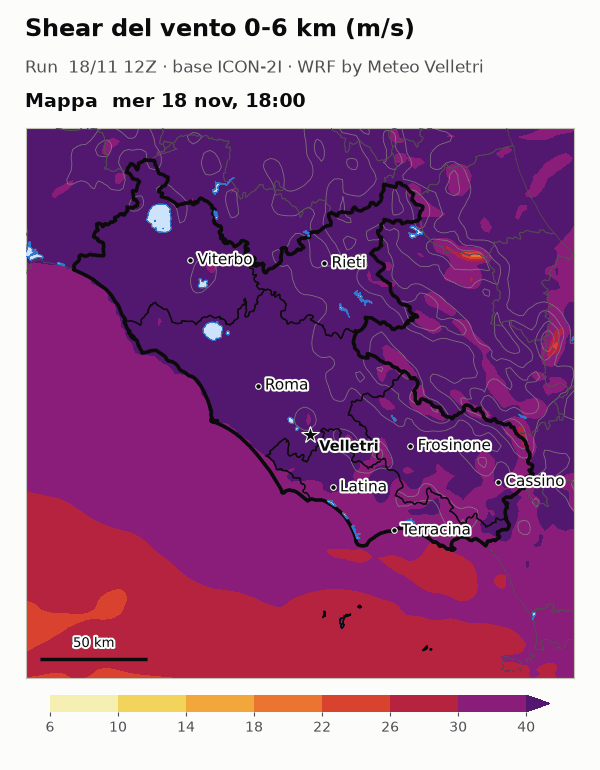 Shear del vento 0-6 km (m/s)
Run  18/11 12Z · base ICON-2I · WRF by Meteo Velletri
Mappa  mer 18 nov, 18:00
Viterbo
Rieti
Roma
Velletri
Frosinone
Latina
Cassino
Terracina
50 km
6 10 14 18 22 26 30 40